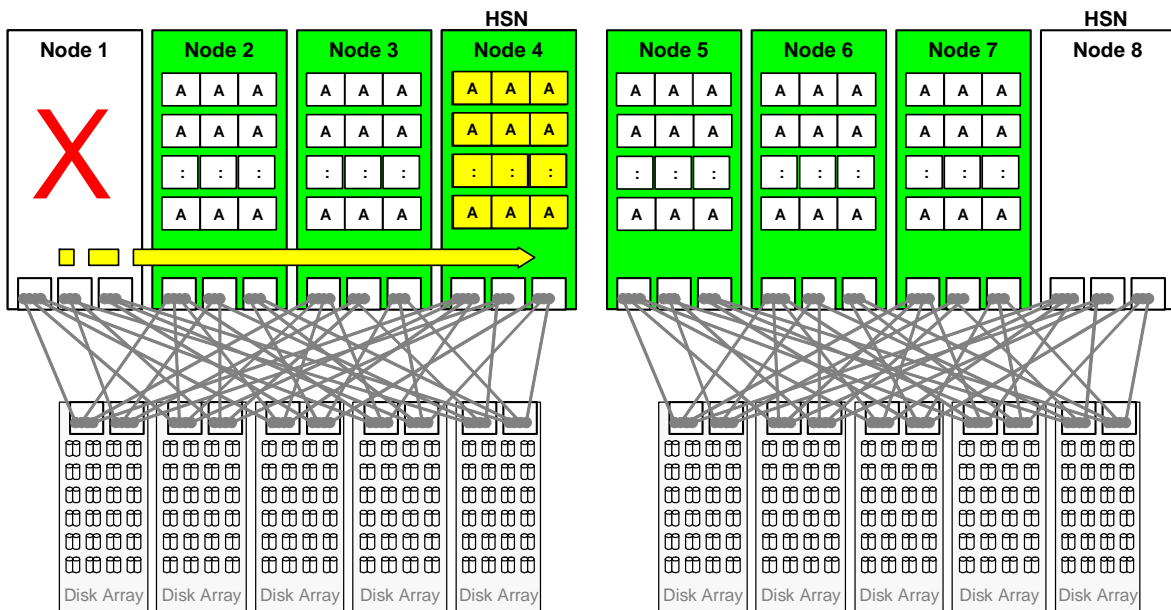 HSN HSN
Node 1 Node 2 Node 3 Node 4 Node 5 Node 6 Node 7 Node 8
A A A A A A A A A A A A A A A A A A
A A A A A A A A A A A A A A A A A A
: : : : : : : : : : : : : : : : : :
A A A A A A A A A A A A A A A A A A
X
Disk Array Disk Array Disk Array Disk Array Disk Array Disk Array Disk Array Disk Array Disk Array Disk Array